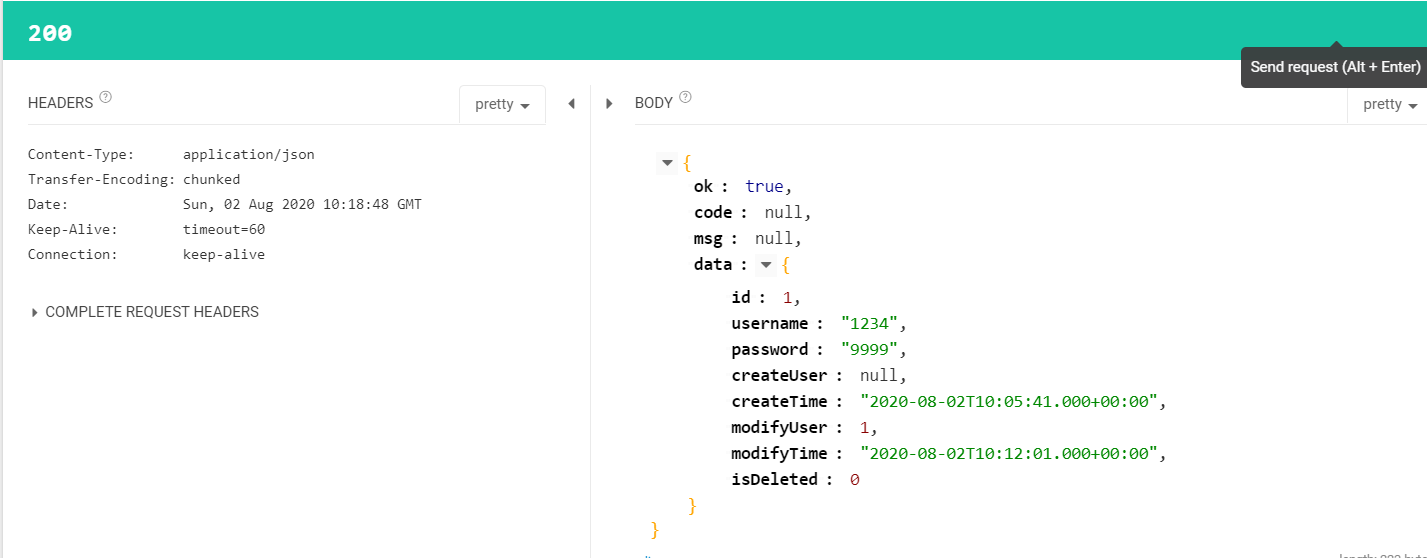 200
Send request (Alt + Enter)
HEADERS ?
pretty
BODY ?
pretty
Content-Type: application/json
Transfer-Encoding: chunked
Date: Sun, 02 Aug 2020 10:18:48 GMT
Keep-Alive: timeout=60
Connection: keep-alive
COMPLETE REQUEST HEADERS
{
ok : true,
code : null,
msg : null,
data : {
id : 1,
username : "1234",
password : "9999",
createUser : null,
createTime : "2020-08-02T10:05:41.000+00:00",
modifyUser : 1,
modifyTime : "2020-08-02T10:12:01.000+00:00",
isDeleted : 0
}
}